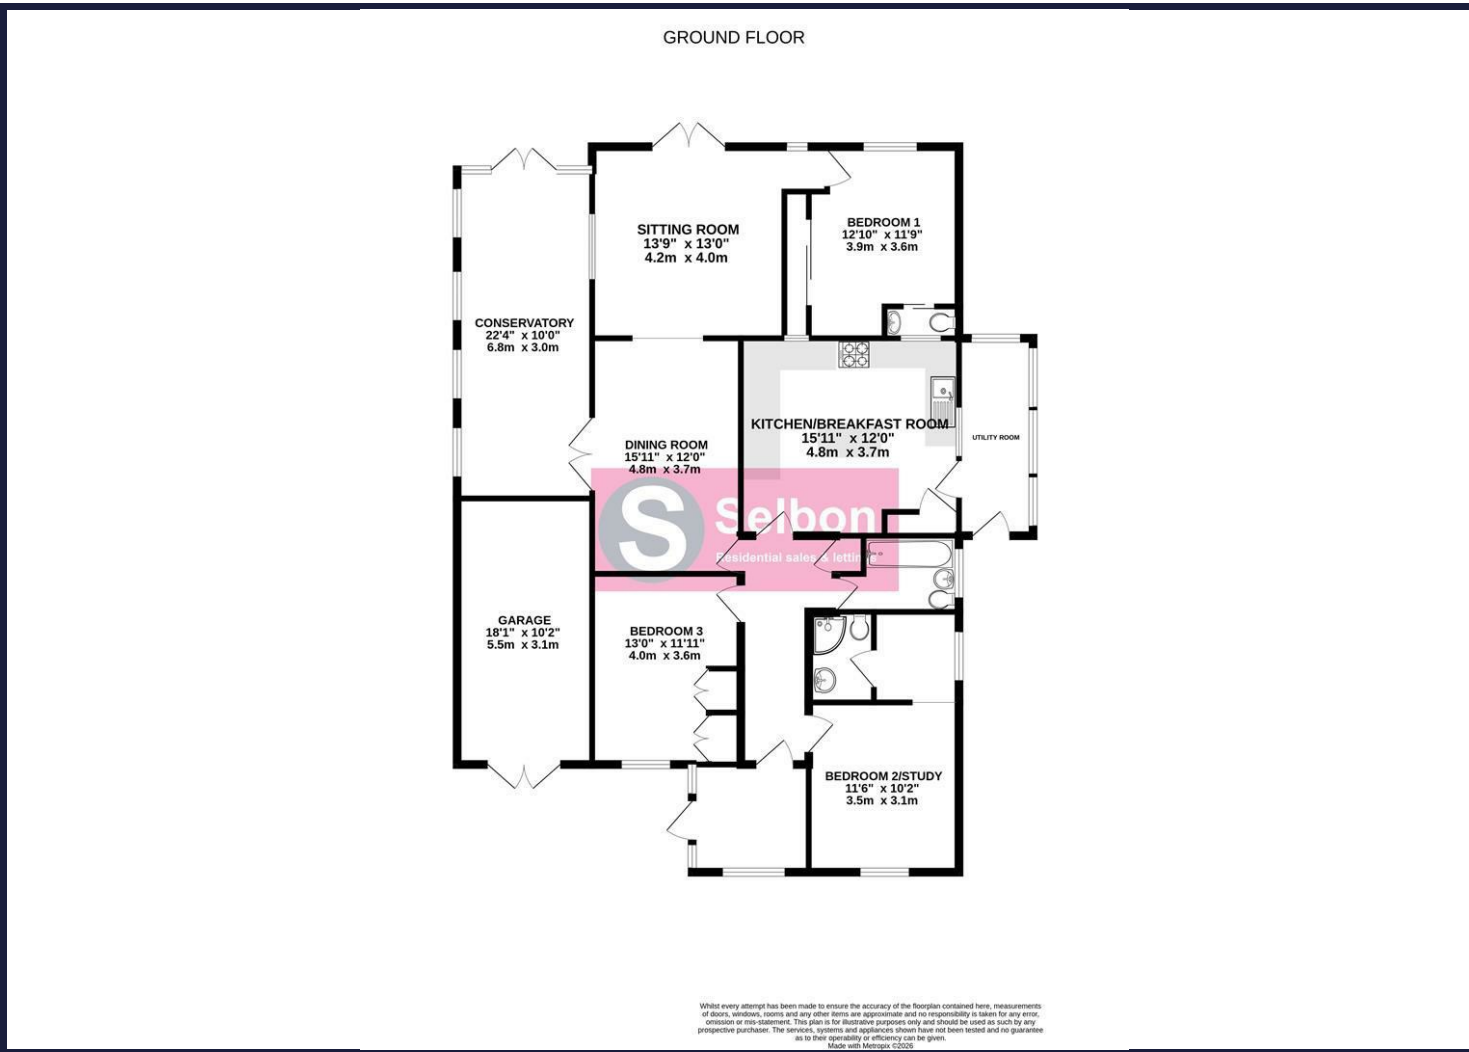 GROUND FLOOR
SITTING ROOM
13'9" x 13'0"
4.2m x 4.0m
BEDROOM 1
12'10" x 11'9"
3.9m x 3.6m
CONSERVATORY
22'4" x 10'0"
6.8m x 3.0m
KITCHEN/BREAKFAST ROOM
15'11" x 12'0"
4.8m x 3.7m
UTILITY ROOM
DINING ROOM
15'11" x 12'0"
4.8m x 3.7m
S Selbon
Residential sales & lettings
GARAGE
18'1" x 10'2"
5.5m x 3.1m
BEDROOM 3
13'0" x 11'11"
4.0m x 3.6m
BEDROOM 2/STUDY
11'6" x 10'2"
3.5m x 3.1m
Whilst every attempt has been made to ensure the accuracy of the floorplan contained here, measurements
of doors, windows, rooms and any other items are approximate and no responsibility is taken for any error,
omission or mis-statement. This plan is for illustrative purposes only and should be used as such by any
prospective purchaser. The services, systems and appliances shown have not been tested and no guarantee
as to their operability or efficiency can be given.
Made with Metropix ©2026